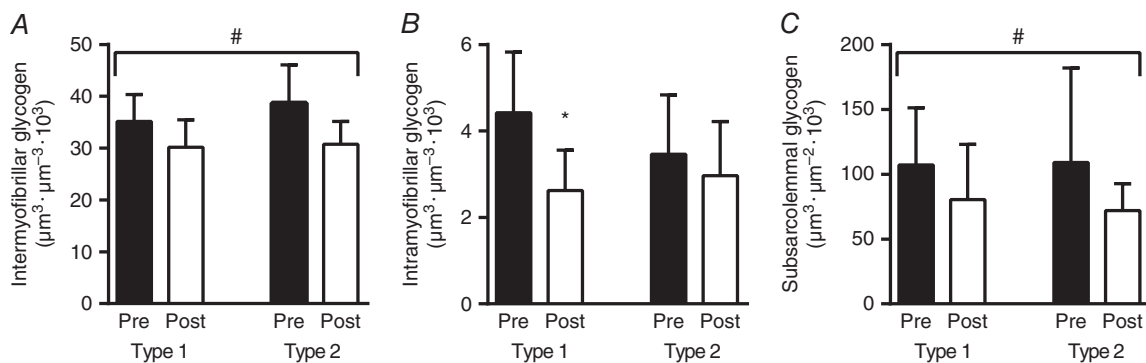 A
Intermyofibrillar glycogen
(µm³·µm⁻³·10³)
50
40
30
20
10
0
#
Pre Post Pre Post
Type 1 Type 2
B
Intramyofibrillar glycogen
(µm³·µm⁻³·10³)
6
4
2
0
*
Pre Post Pre Post
Type 1 Type 2
C
Subsarcolemmal glycogen
(µm³·µm⁻²·10³)
200
150
100
50
0
#
Pre Post Pre Post
Type 1 Type 2